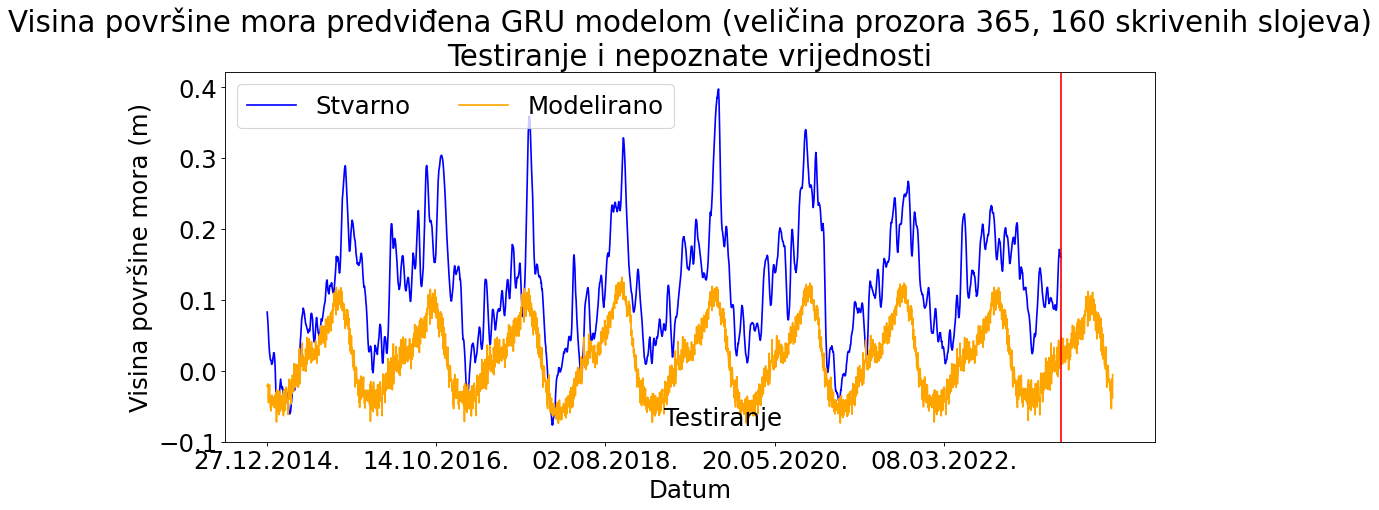 Visina površine mora predviđena GRU modelom (veličina prozora 365, 160 skrivenih slojeva)
Testiranje i nepoznate vrijednosti
Stvarno
Modelirano
Visina površine mora (m)
0.4
0.3
0.2
0.1
0.0
−0.1
Testiranje
27.12.2014.
14.10.2016.
02.08.2018.
20.05.2020.
08.03.2022.
Datum